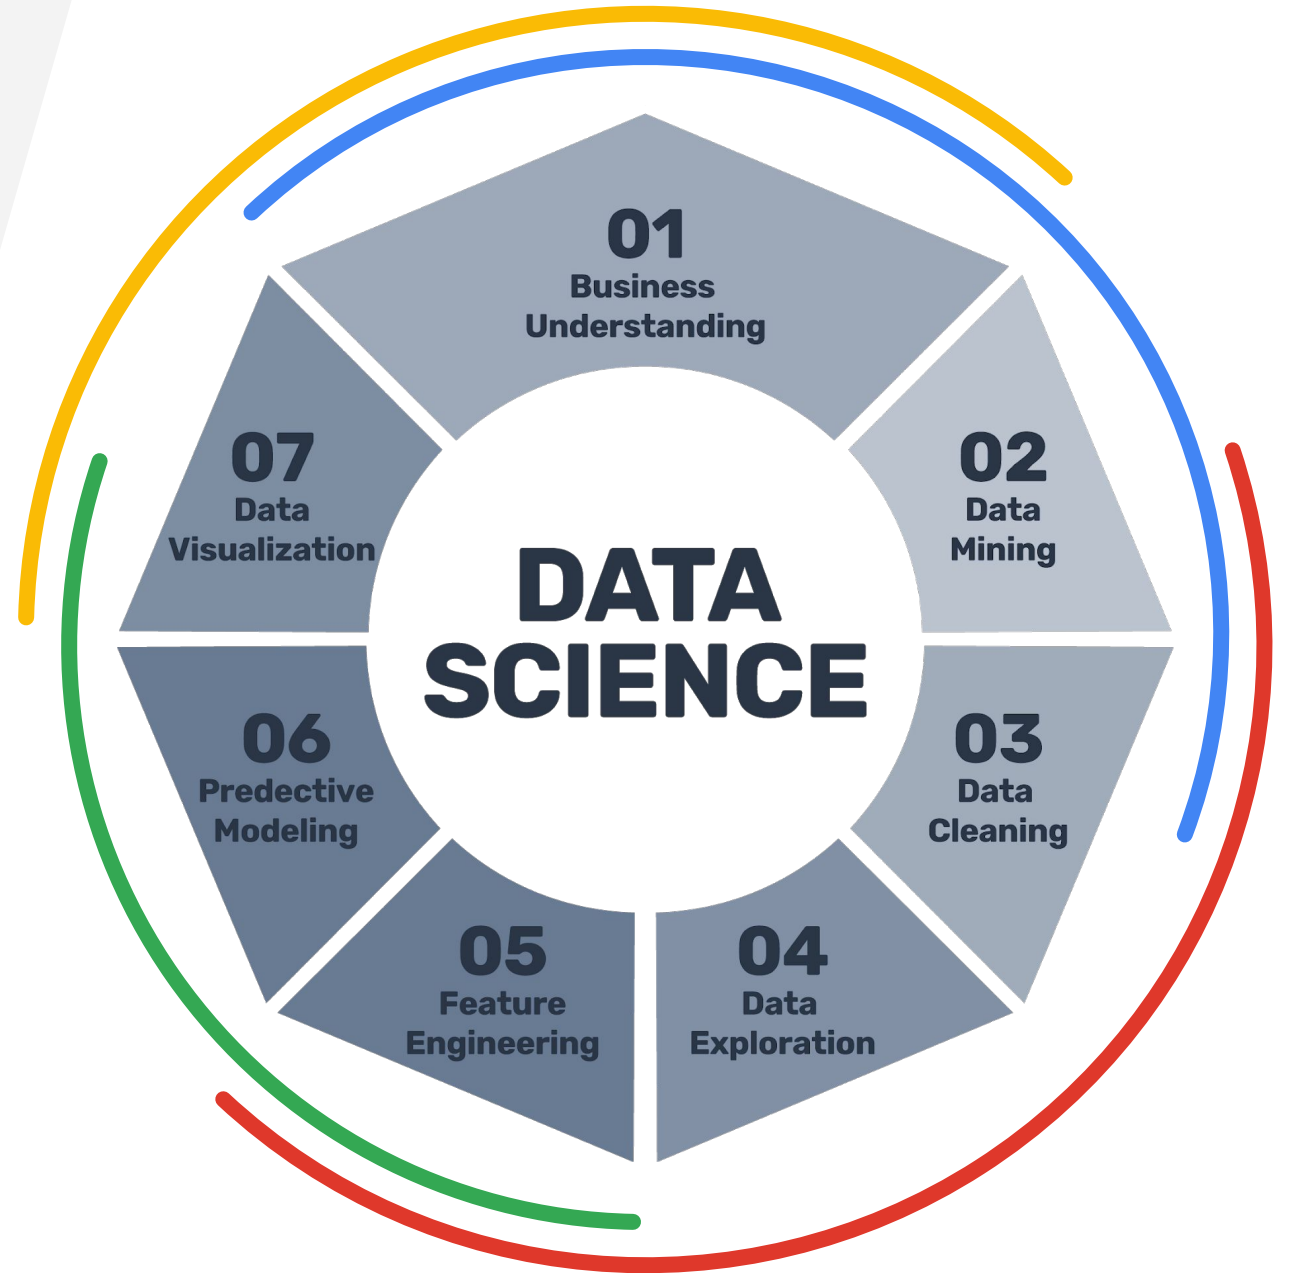 01
Business
Understanding
02
Data
Mining
03
Data
Cleaning
04
Data
Exploration
05
Feature
Engineering
06
Predective
Modeling
07
Data
Visualization
DATA
SCIENCE